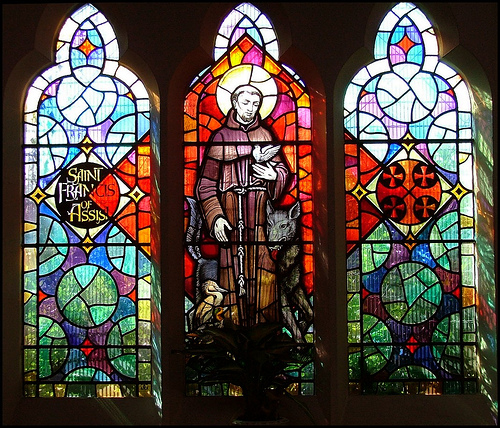 SAINT
FRANCIS
OF
ASSISI